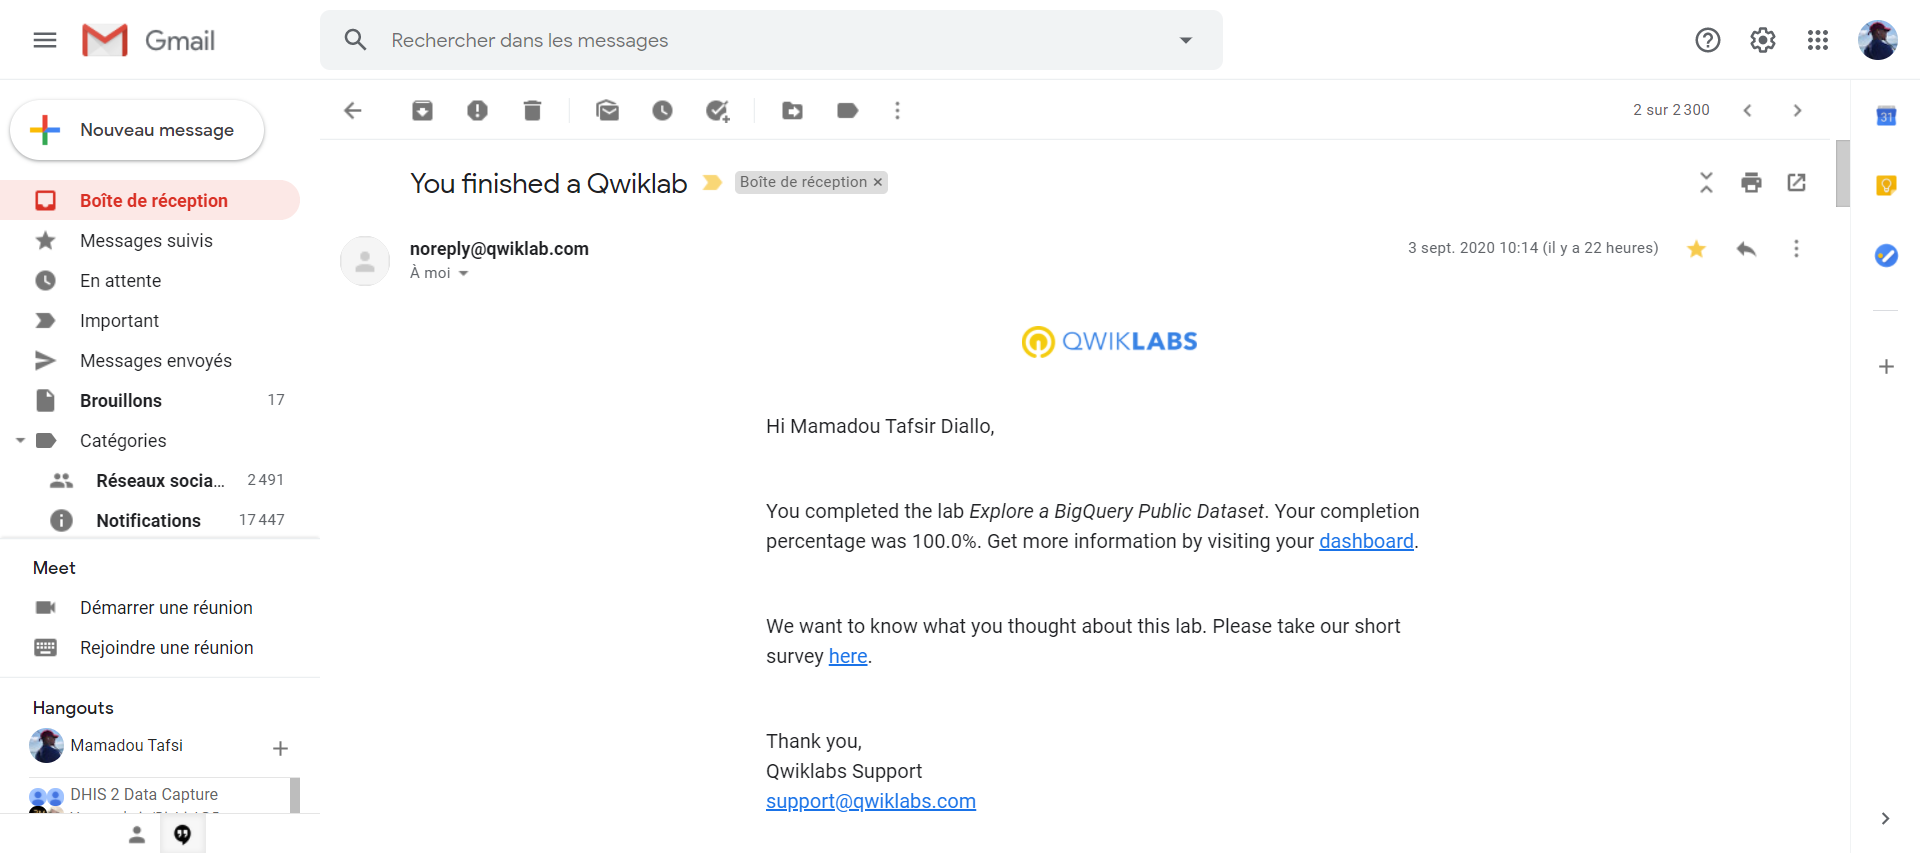 Gmail
Rechercher dans les messages
Nouveau message
2 sur 2 300
Boîte de réception
Messages suivis
En attente
Important
Messages envoyés
Brouillons 17
Catégories
Réseaux socia... 2 491
Notifications 17 447
Meet
Démarrer une réunion
Rejoindre une réunion
Hangouts
Mamadou Tafsi
DHIS 2 Data Capture
You finished a Qwiklab
Boîte de réception
noreply@qwiklab.com
À moi
3 sept. 2020 10:14 (il y a 22 heures)
QWIKLABS
Hi Mamadou Tafsir Diallo,
You completed the lab Explore a BigQuery Public Dataset. Your completion
percentage was 100.0%. Get more information by visiting your dashboard.
We want to know what you thought about this lab. Please take our short
survey here.
Thank you,
Qwiklabs Support
support@qwiklabs.com
31